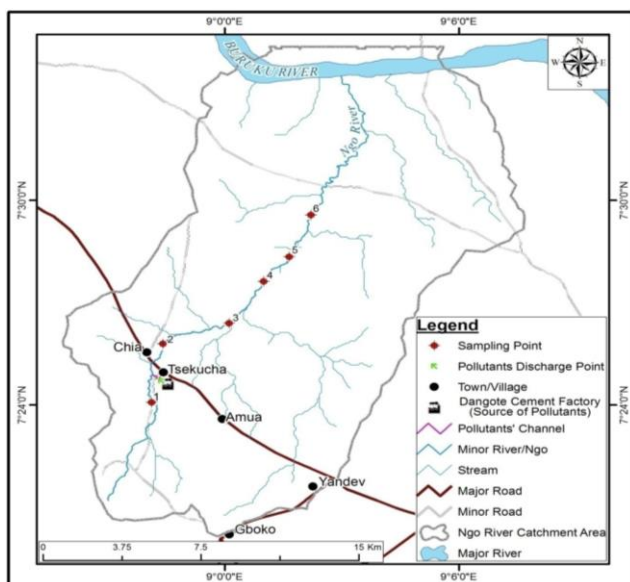 9°0'0"E 9°6'0"E
BURUKU RIVER
N
W E
S
Ngo River
7°30'0"N 7°30'0"N
6
5
4
3
2
Chia
Tsekucha
1
7°24'0"N 7°24'0"N
Amua
Yandev
Gboko
Legend
Sampling Point
Pollutants Discharge Point
Town/Village
Dangote Cement Factory
(Source of Pollutants)
Pollutants' Channel
Minor River/Ngo
Stream
Major Road
Minor Road
Ngo River Catchment Area
Major River
0 3.75 7.5 15 Km
9°0'0"E 9°6'0"E